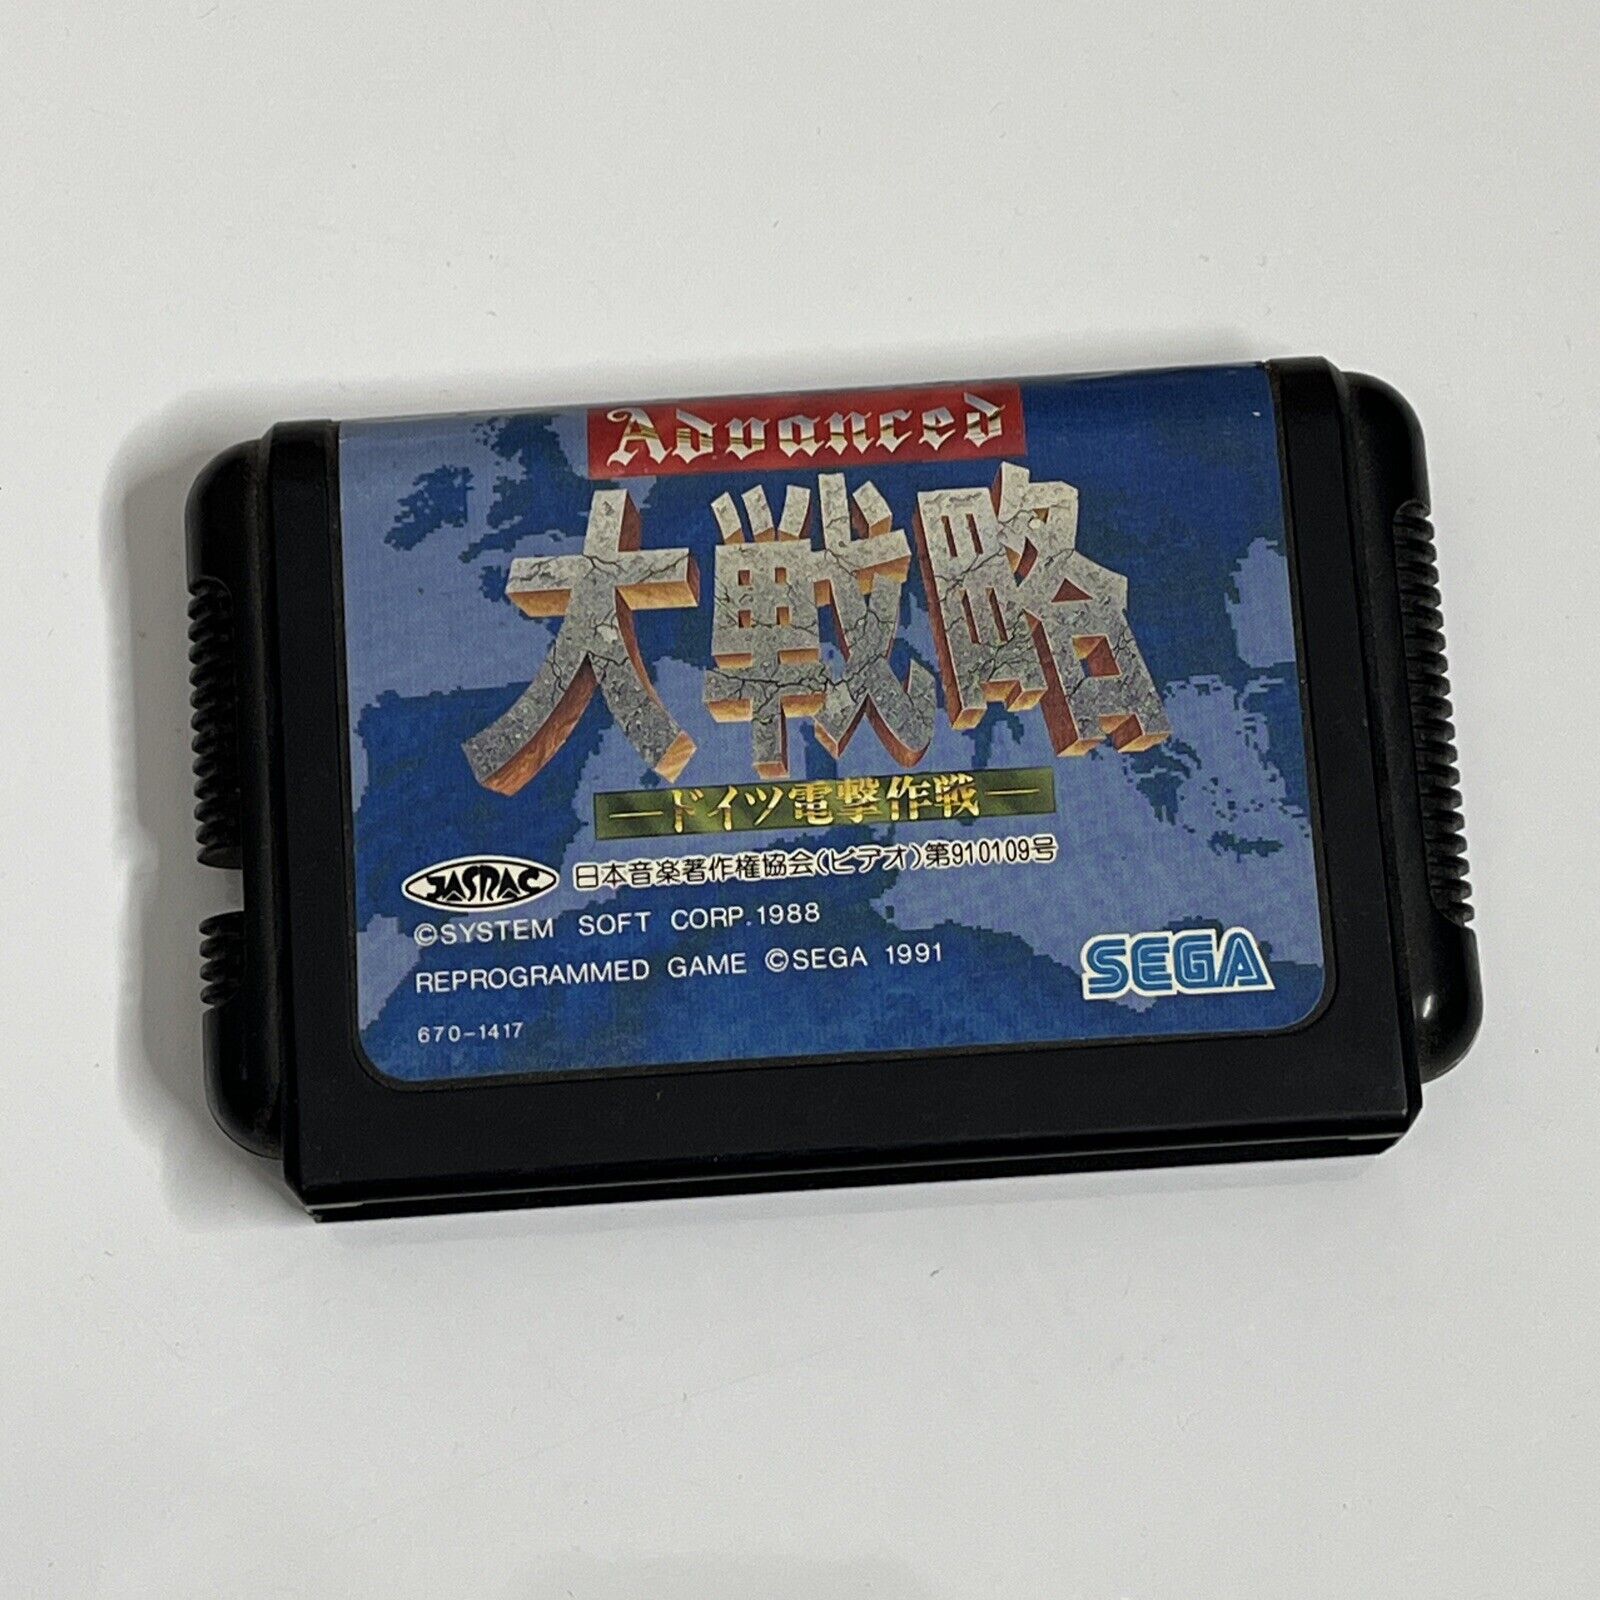 Advanced
大戦略
ードイツ電撃作戦ー
JASRAC 日本音楽著作権協会(ビデオ)第910109号
©SYSTEM SOFT CORP. 1988
REPROGRAMMED GAME ©SEGA 1991
SEGA
670-1417